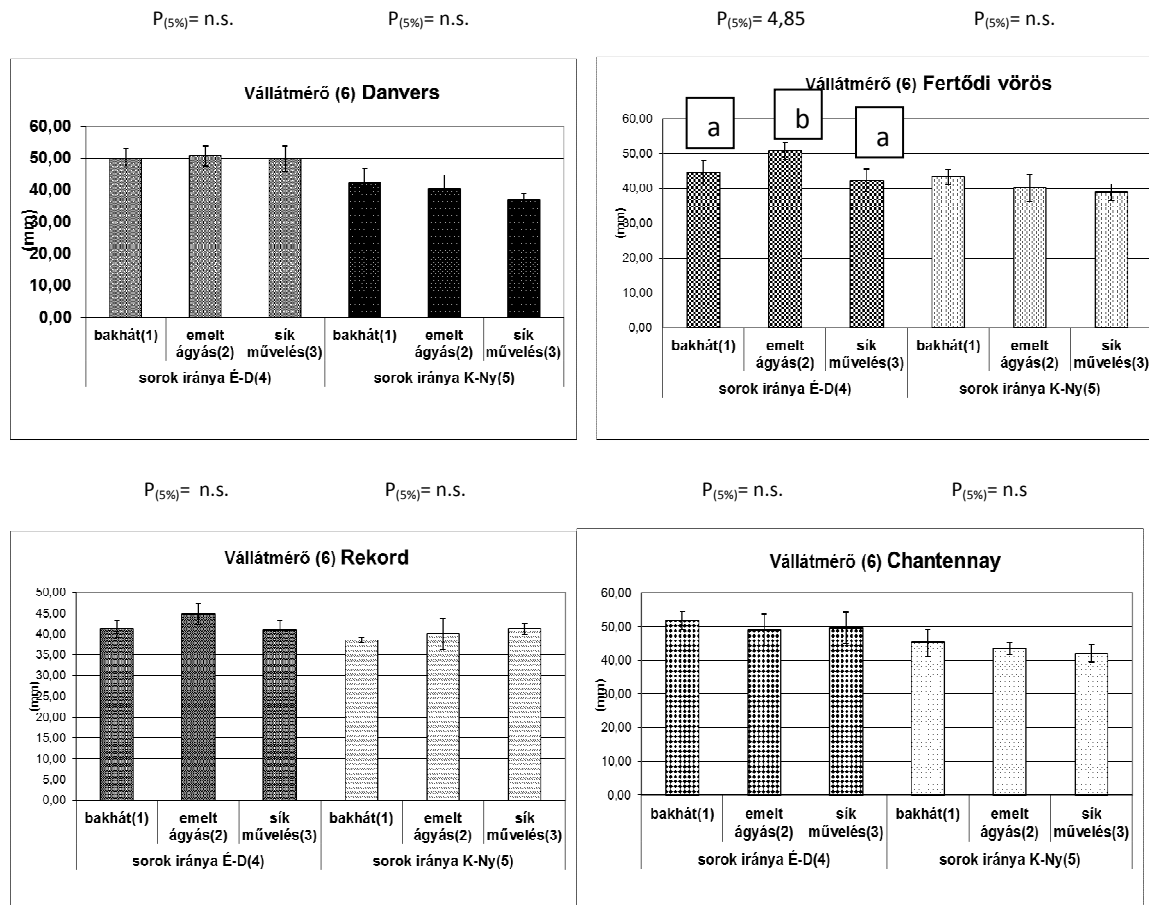 P(5%)= n.s. P(5%)= n.s.
Vállátmérő (6) Danvers
60,00
50,00
40,00
30,00
20,00
10,00
0,00
(mm)
bakhát(1) emelt ágyás(2) sík művelés(3) bakhát(1) emelt ágyás(2) sík művelés(3)
sorok iránya É-D(4) sorok iránya K-Ny(5)
P(5%)= 4,85 P(5%)= n.s.
Vállátmérő (6) Fertődi vörös
a b a
60,00
50,00
40,00
30,00
20,00
10,00
0,00
(mm)
bakhát(1) emelt ágyás(2) sík művelés(3) bakhát(1) emelt ágyás(2) sík művelés(3)
sorok iránya É-D(4) sorok iránya K-Ny(5)
P(5%)= n.s. P(5%)= n.s.
Vállátmérő (6) Rekord
50,00
45,00
40,00
35,00
30,00
25,00
20,00
15,00
10,00
5,00
0,00
(mm)
bakhát(1) emelt ágyás(2) sík művelés(3) bakhát(1) emelt ágyás(2) sík művelés(3)
sorok iránya É-D(4) sorok iránya K-Ny(5)
P(5%)= n.s. P(5%)= n.s
Vállátmérő (6) Chantennay
60,00
50,00
40,00
30,00
20,00
10,00
0,00
(mm)
bakhát(1) emelt ágyás(2) sík művelés(3) bakhát(1) emelt ágyás(2) sík művelés(3)
sorok iránya É-D(4) sorok iránya K-Ny(5)